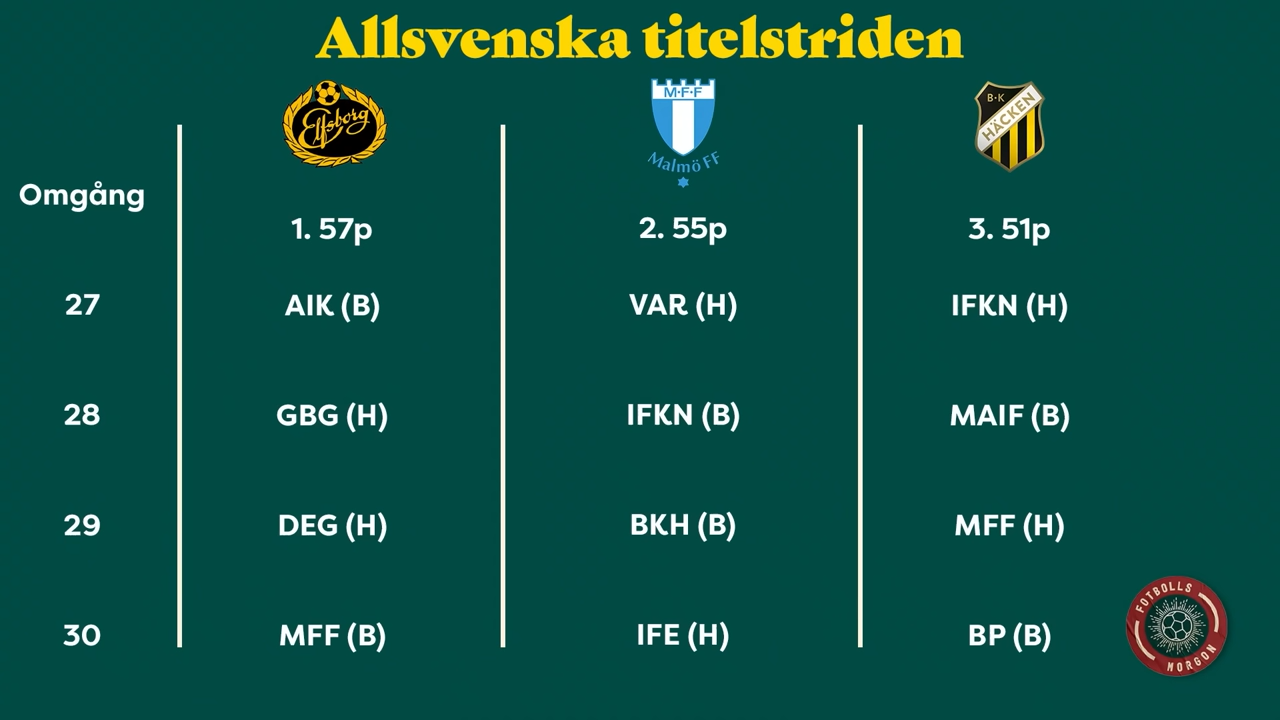 Allsvenska titelstriden
Elfsborg
M·F·F
Malmö FF
B·K
HÄCKEN
Omgång
1. 57p
2. 55p
3. 51p
27
AIK (B)
VAR (H)
IFKN (H)
28
GBG (H)
IFKN (B)
MAIF (B)
29
DEG (H)
BKH (B)
MFF (H)
30
MFF (B)
IFE (H)
BP (B)
FOTBOLLS
MORGON